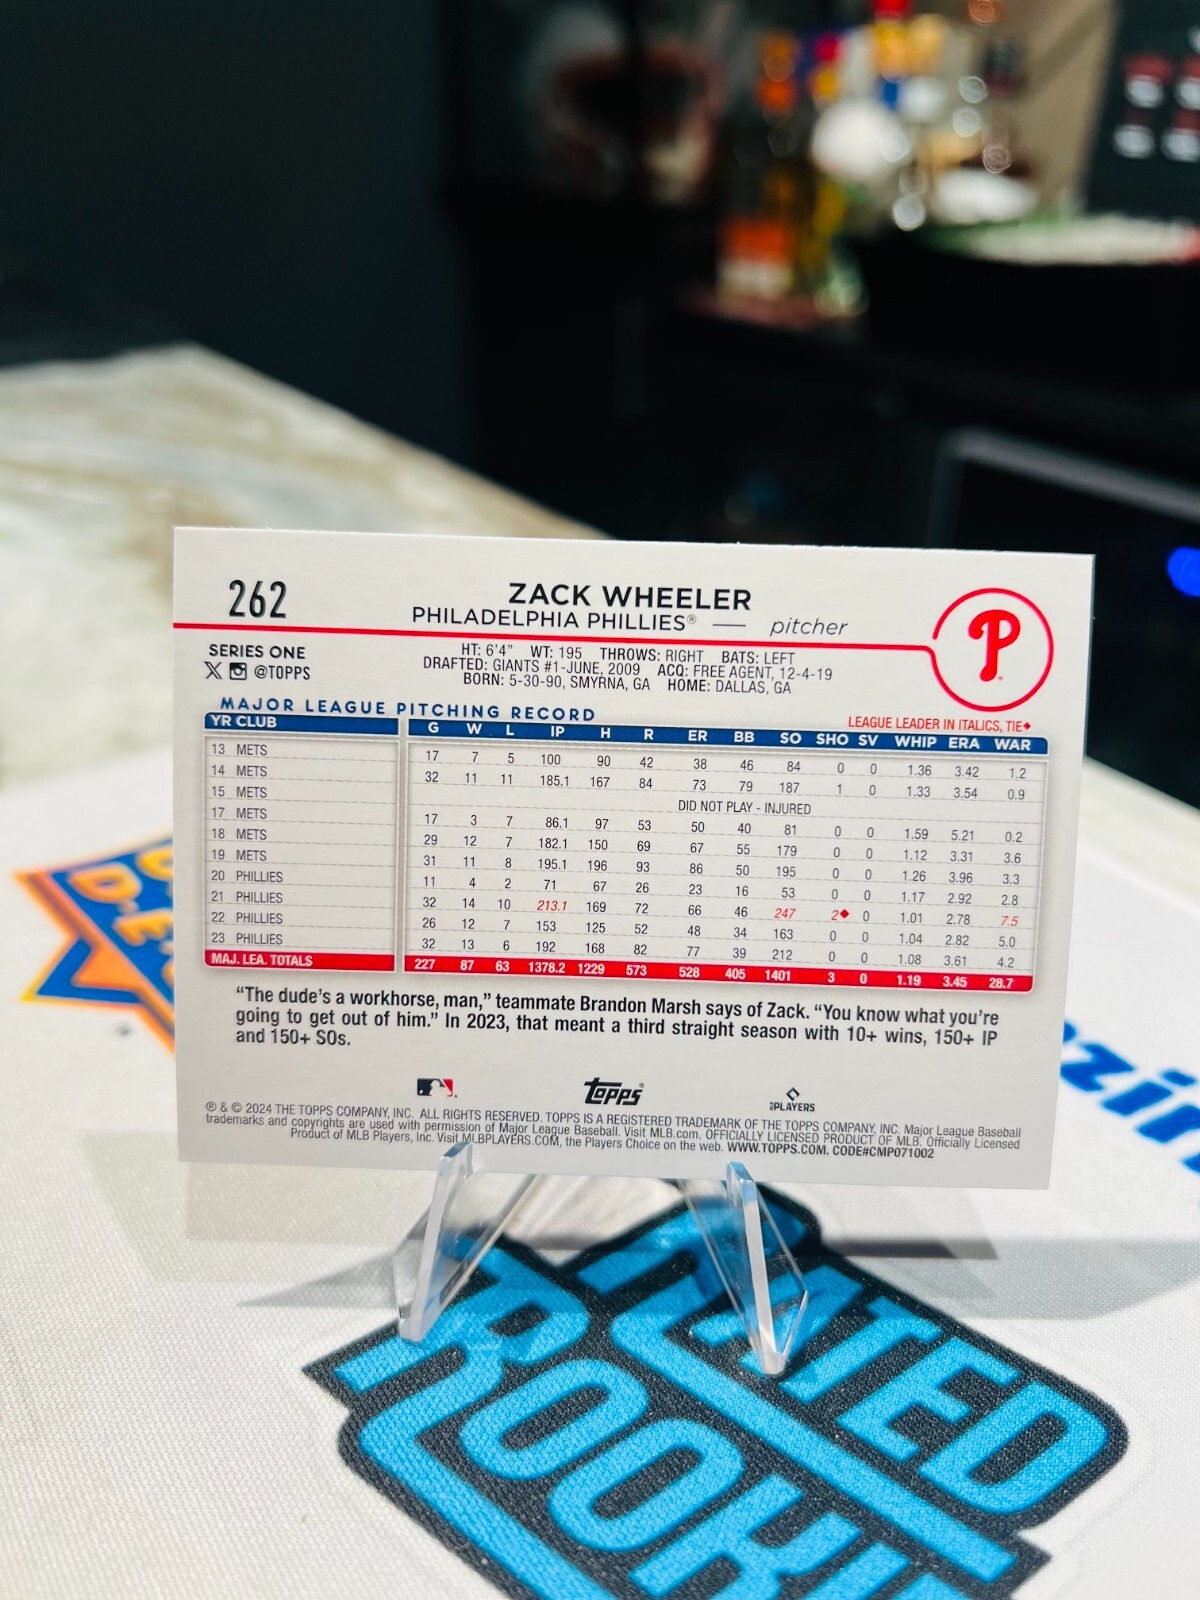 262
ZACK WHEELER
PHILADELPHIA PHILLIES® — pitcher
P
SERIES ONE
@TOPPS
HT: 6'4" WT: 195 THROWS: RIGHT BATS: LEFT
DRAFTED: GIANTS #1-JUNE, 2009 ACQ: FREE AGENT, 12-4-19
BORN: 5-30-90, SMYRNA, GA HOME: DALLAS, GA
MAJOR LEAGUE PITCHING RECORD
LEAGUE LEADER IN ITALICS, TIE◆
YR CLUB G W L IP H R ER BB SO SHO SV WHIP ERA WAR
13 METS 17 7 5 100 90 42 38 46 84 0 0 1.36 3.42 1.2
14 METS 32 11 11 185.1 167 84 73 79 187 1 0 1.33 3.54 0.9
15 METS DID NOT PLAY - INJURED
17 METS 17 3 7 86.1 97 53 50 40 81 0 0 1.59 5.21 0.2
18 METS 29 12 7 182.1 150 69 67 55 179 0 0 1.12 3.31 3.6
19 METS 31 11 8 195.1 196 93 86 50 195 0 0 1.26 3.96 3.3
20 PHILLIES 11 4 2 71 67 26 23 16 53 0 0 1.17 2.92 2.8
21 PHILLIES 32 14 10 213.1 169 72 66 46 247 2◆ 0 1.01 2.78 7.5
22 PHILLIES 26 12 7 153 125 52 48 34 163 0 0 1.04 2.82 5.0
23 PHILLIES 32 13 6 192 168 82 77 39 212 0 0 1.08 3.61 4.2
MAJ. LEA. TOTALS 227 87 63 1378.2 1229 573 528 405 1401 3 0 1.19 3.45 28.7
“The dude’s a workhorse, man,” teammate Brandon Marsh says of Zack. “You know what you’re
going to get out of him.” In 2023, that meant a third straight season with 10+ wins, 150+ IP
and 150+ SOs.
Topps®
PLAYERS
® & © 2024 THE TOPPS COMPANY, INC. ALL RIGHTS RESERVED. TOPPS IS A REGISTERED TRADEMARK OF THE TOPPS COMPANY, INC. Major League Baseball
trademarks and copyrights are used with permission of Major League Baseball. Visit MLB.com. OFFICIALLY LICENSED PRODUCT OF MLB. Officially Licensed
Product of MLB Players, Inc. Visit MLBPLAYERS.COM, the Players Choice on the web. WWW.TOPPS.COM. CODE#CMP071002
RATED
ROOKIE